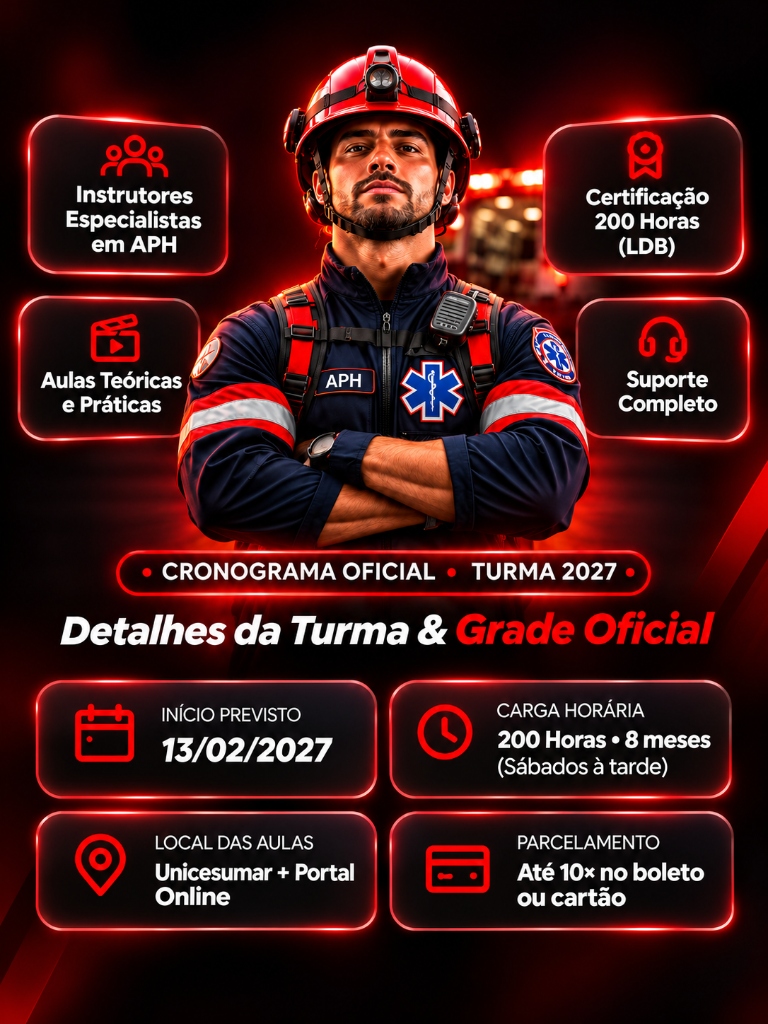 Instrutores
Especialistas
em APH
Certificação
200 Horas
(LDB)
Aulas Teóricas
e Práticas
Suporte
Completo
APH
• CRONOGRAMA OFICIAL • TURMA 2027 •
Detalhes da Turma & Grade Oficial
INÍCIO PREVISTO
13/02/2027
CARGA HORÁRIA
200 Horas • 8 meses
(Sábados à tarde)
LOCAL DAS AULAS
Unicesumar + Portal
Online
PARCELAMENTO
Até 10× no boleto
ou cartão